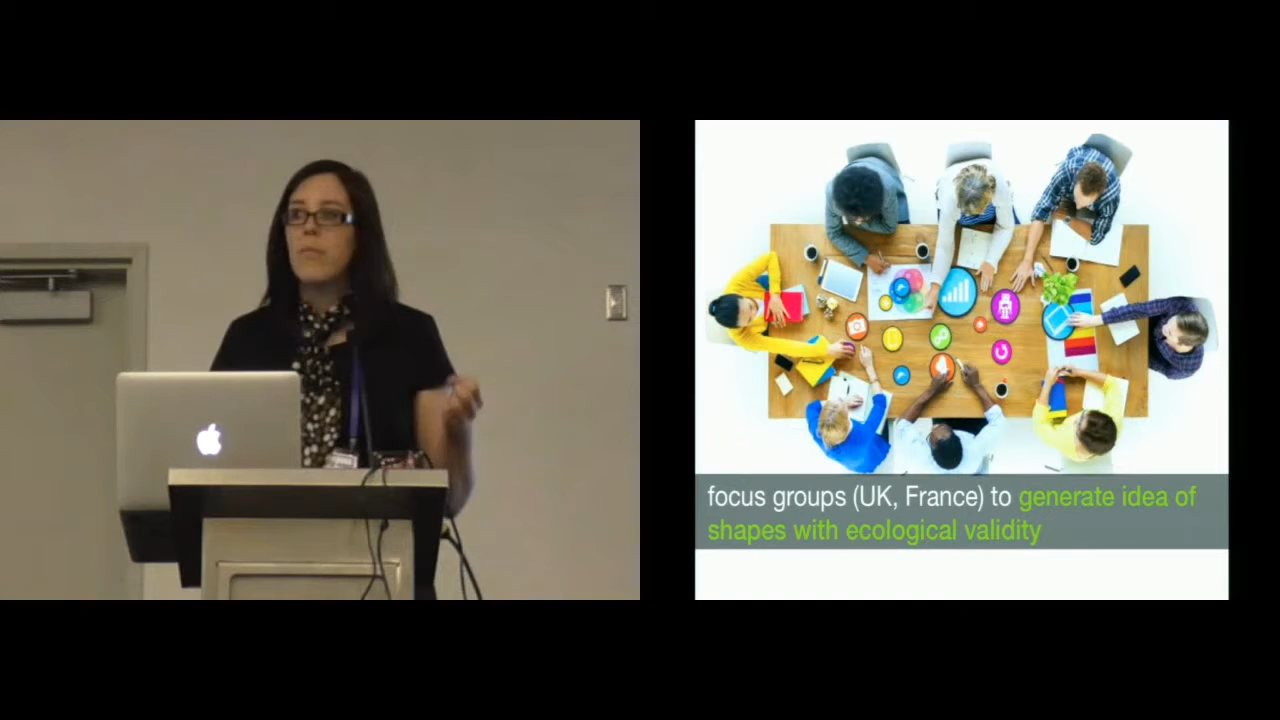 focus groups (UK, France) to generate idea of
shapes with ecological validity